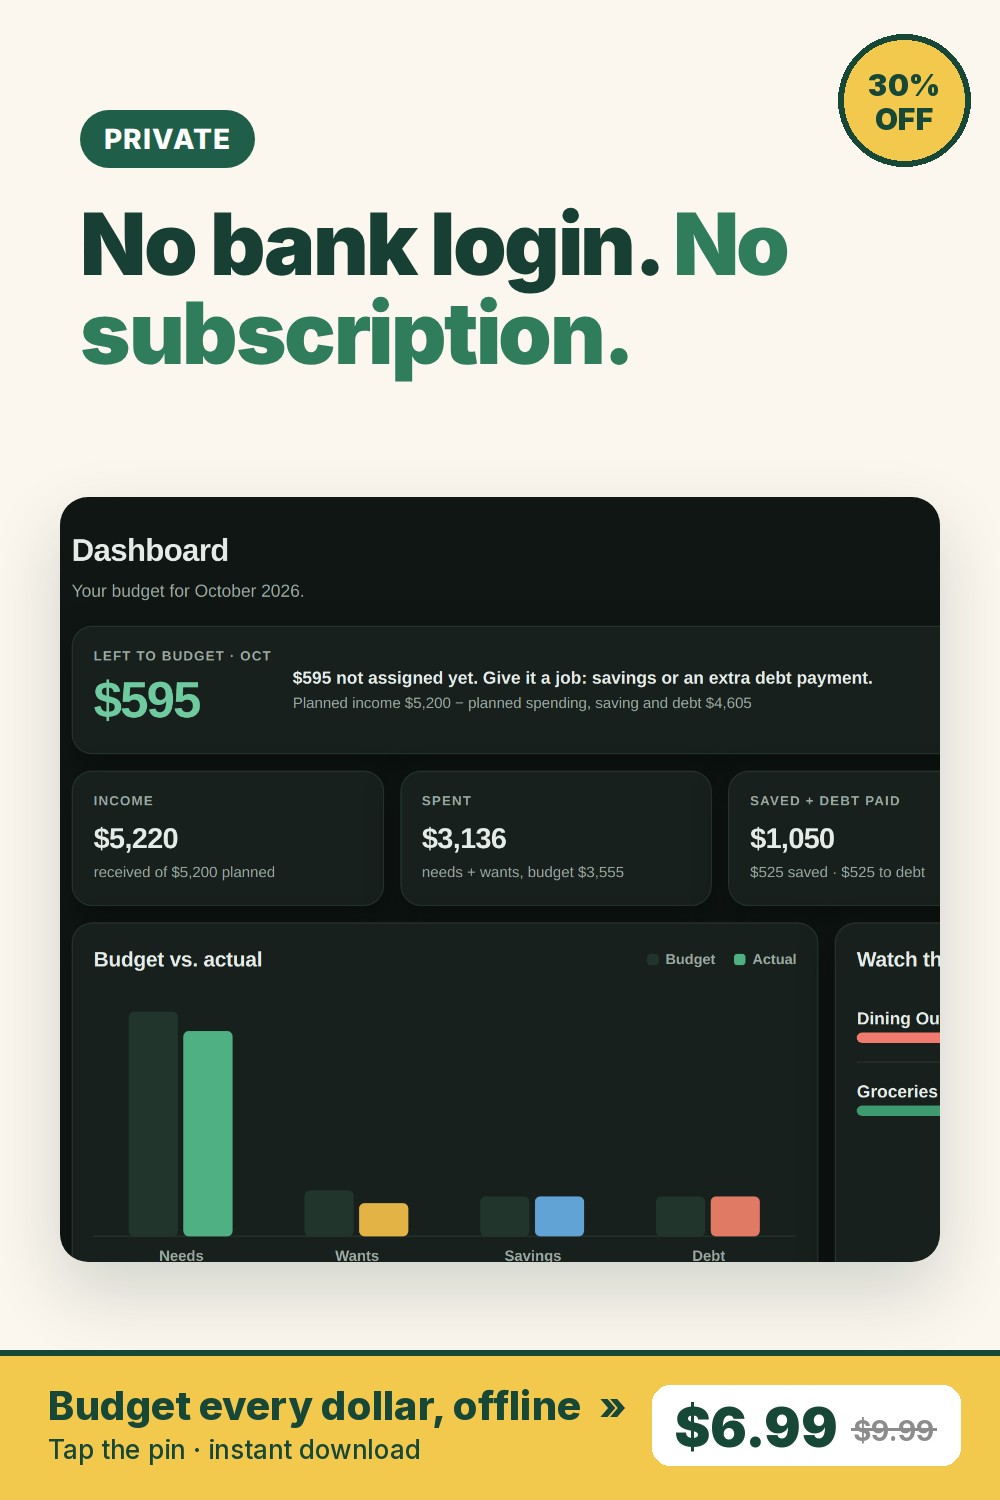 30%
OFF
PRIVATE
No bank login. No
subscription.
Dashboard
Your budget for October 2026.
LEFT TO BUDGET · OCT
$595
$595 not assigned yet. Give it a job: savings or an extra debt payment.
Planned income $5,200 − planned spending, saving and debt $4,605
INCOME
$5,220
received of $5,200 planned
SPENT
$3,136
needs + wants, budget $3,555
SAVED + DEBT PAID
$1,050
$525 saved · $525 to debt
Budget vs. actual
Budget
Actual
Needs
Wants
Savings
Debt
Watch th
Dining Ou
Groceries
Budget every dollar, offline »
Tap the pin · instant download
$6.99 $9.99